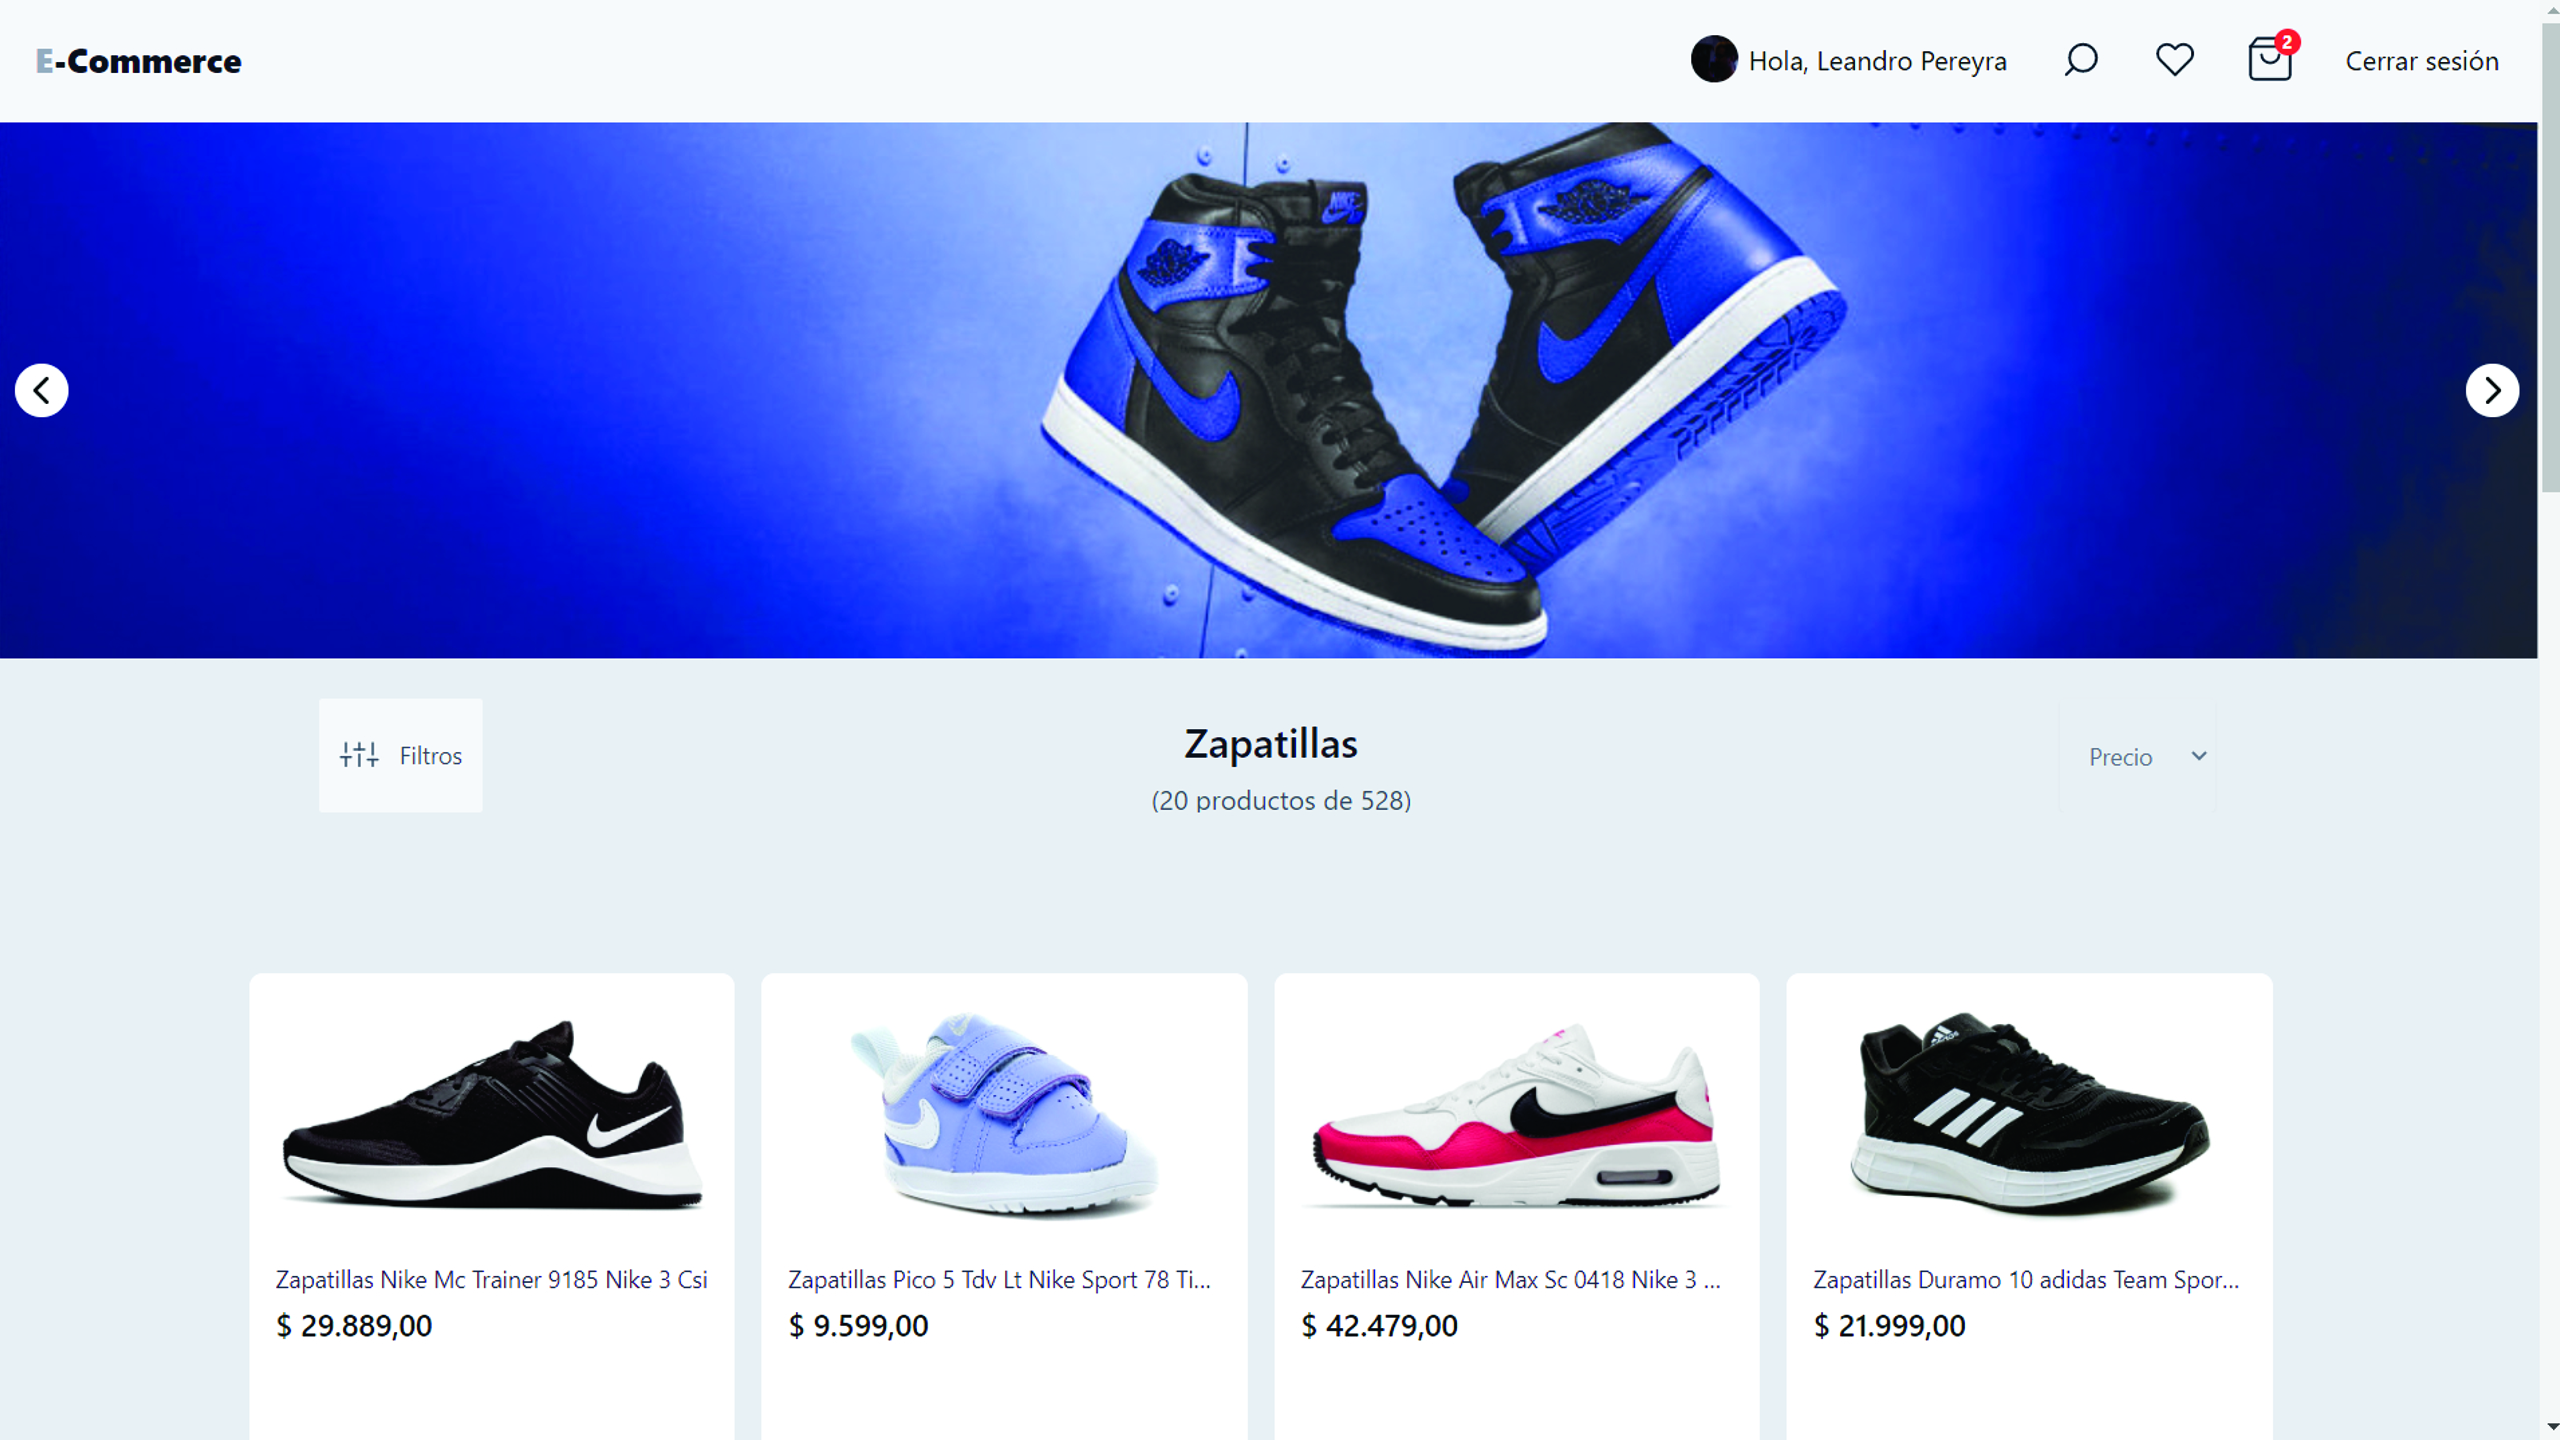 E-Commerce
Hola, Leandro Pereyra
2
Cerrar sesión
NIKE
Filtros
Zapatillas
(20 productos de 528)
Precio
adidas
Zapatillas Nike Mc Trainer 9185 Nike 3 Csi
$ 29.889,00
Zapatillas Pico 5 Tdv Lt Nike Sport 78 Ti...
$ 9.599,00
Zapatillas Nike Air Max Sc 0418 Nike 3 ...
$ 42.479,00
Zapatillas Duramo 10 adidas Team Spor...
$ 21.999,00